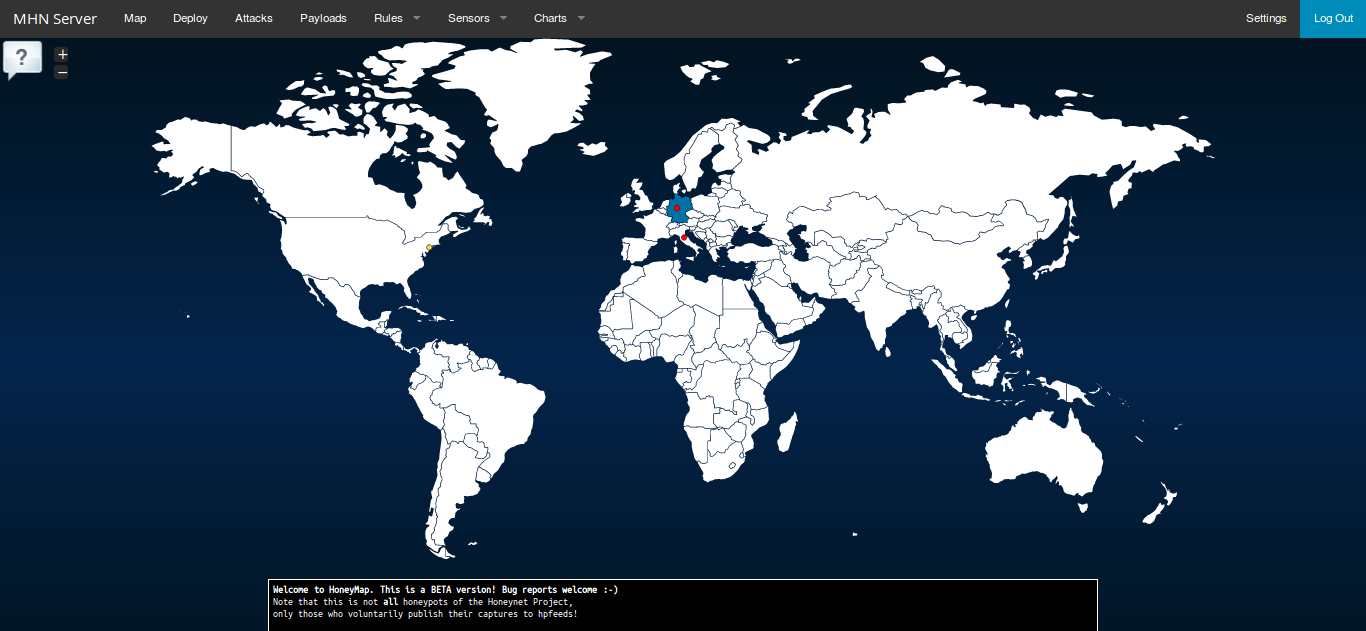 MHN Server Map Deploy Attacks Payloads Rules Sensors Charts Settings Log Out
?
+
−
Welcome to HoneyMap. This is a BETA version! Bug reports welcome :-)
Note that this is not all honeypots of the Honeynet Project,
only those who voluntarily publish their captures to hpfeeds!